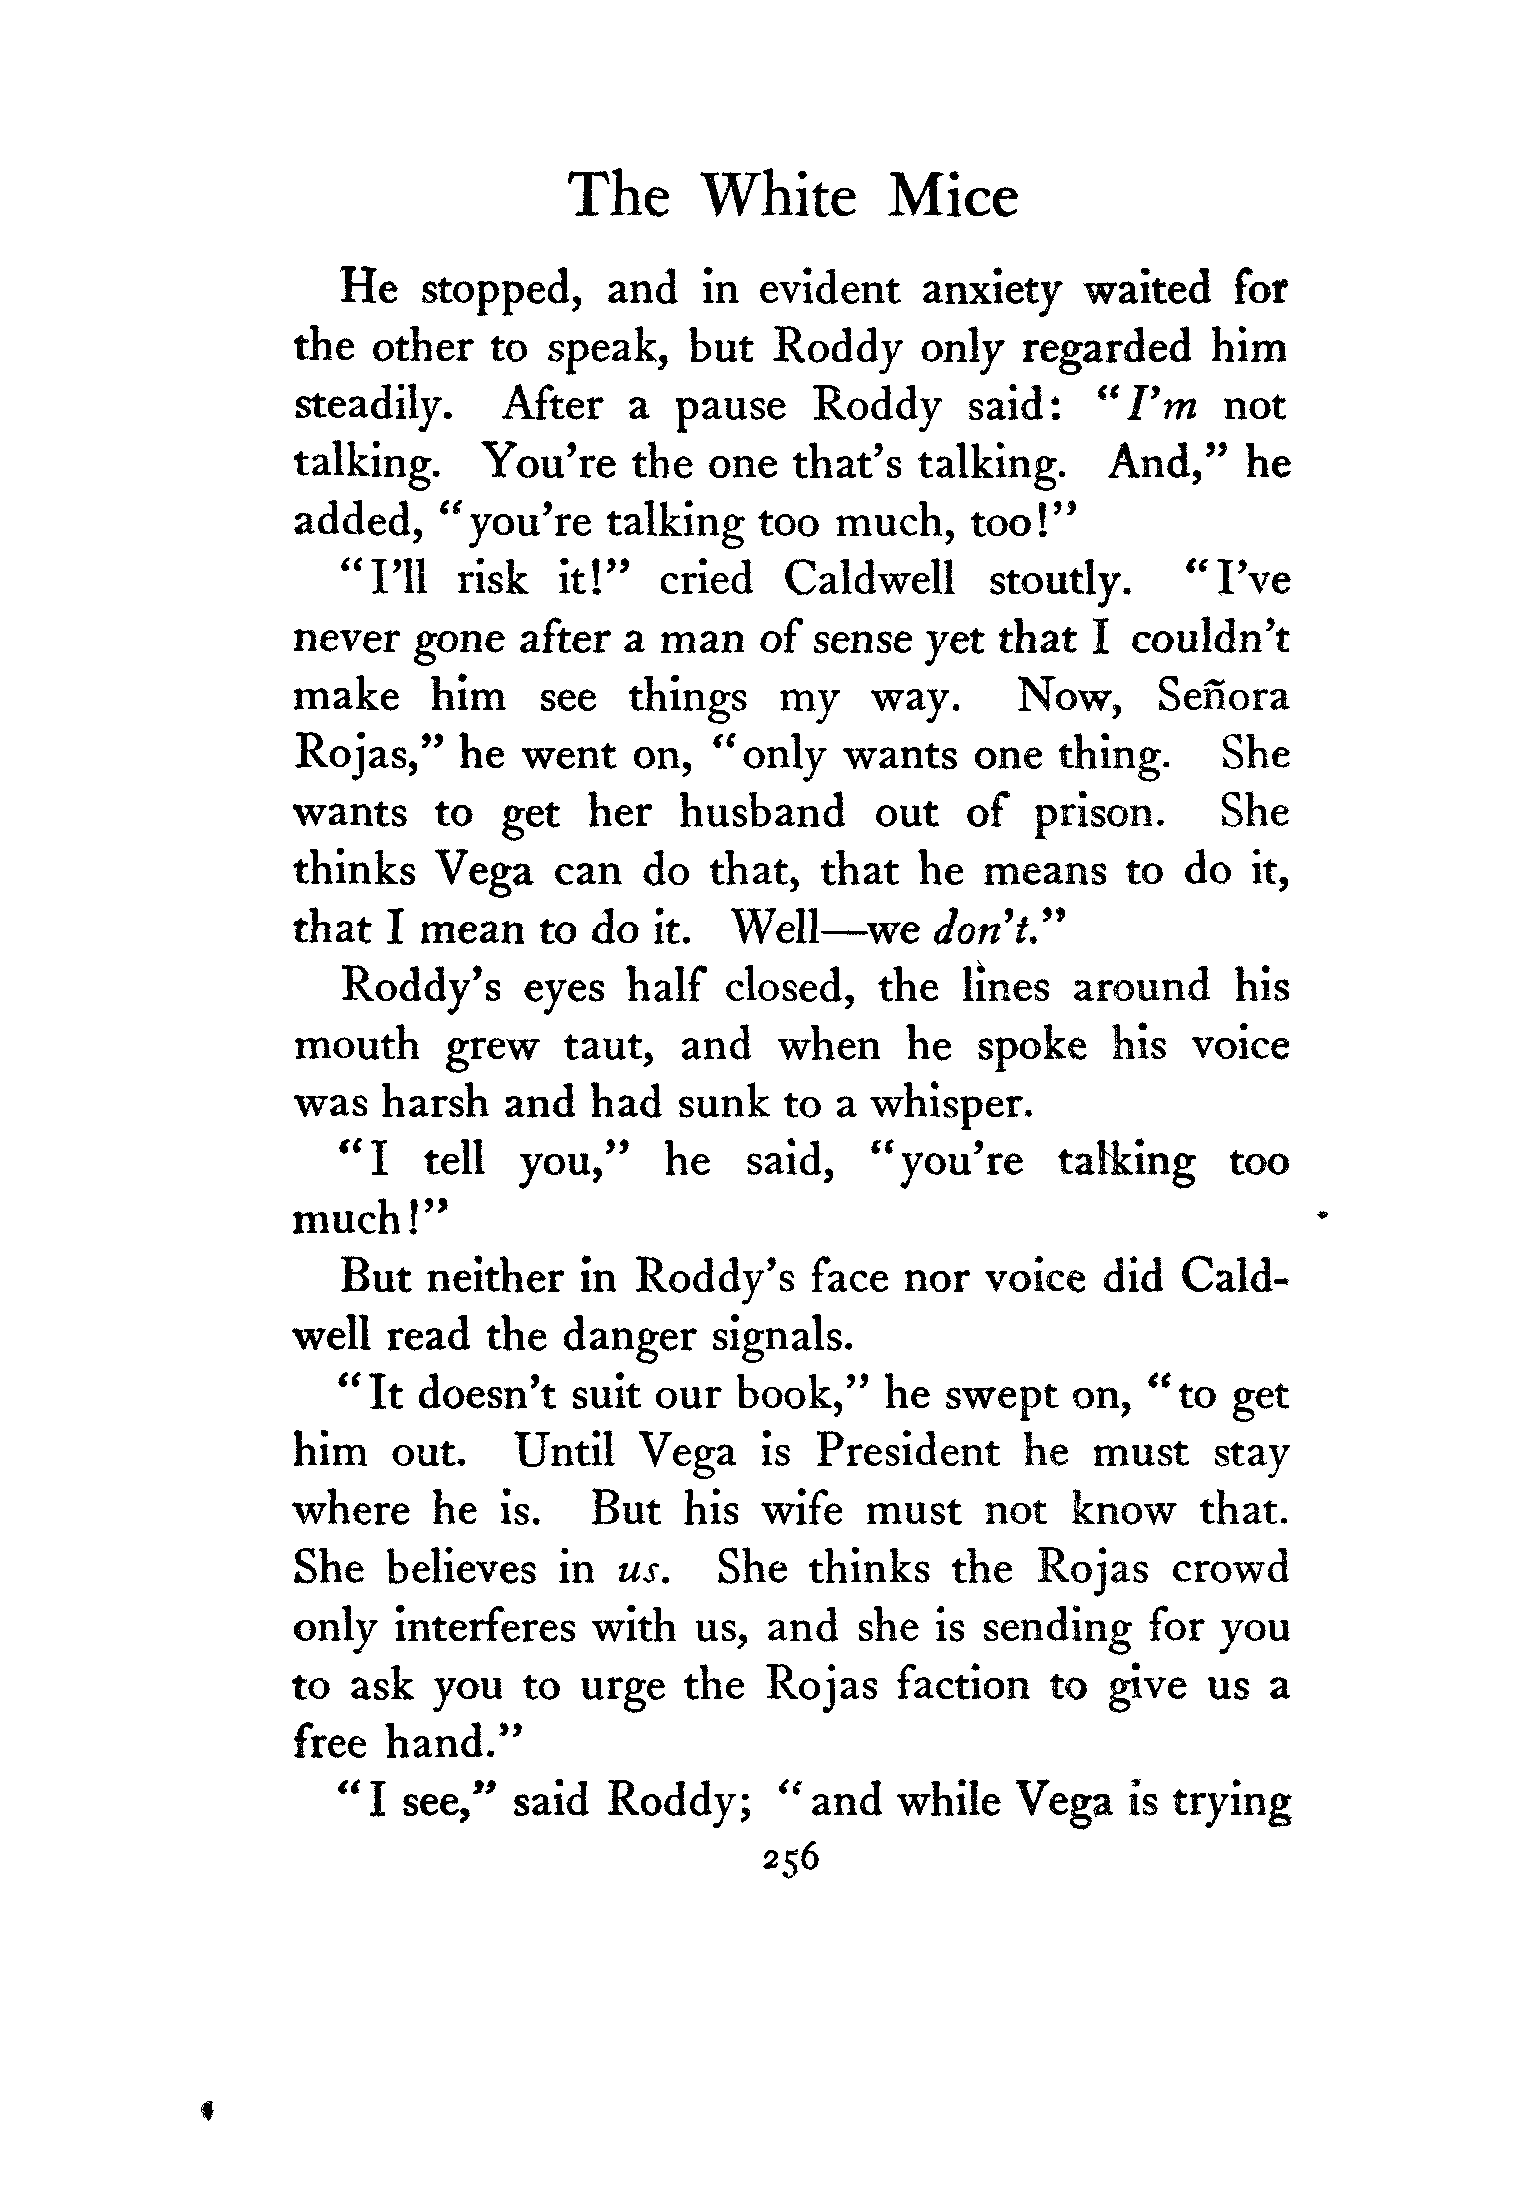 The White Mice
He stopped, and in evident anxiety waited for
the other to speak, but Roddy only regarded him
steadily. After a pause Roddy said: "I'm not
talking. You're the one that's talking. And," he
added, "you're talking too much, too!"
"I'll risk it!" cried Caldwell stoutly. "I've
never gone after a man of sense yet that I couldn't
make him see things my way. Now, Señora
Rojas," he went on, "only wants one thing. She
wants to get her husband out of prison. She
thinks Vega can do that, that he means to do it,
that I mean to do it. Well—we don't."
Roddy's eyes half closed, the lines around his
mouth grew taut, and when he spoke his voice
was harsh and had sunk to a whisper.
"I tell you," he said, "you're talking too
much!"
But neither in Roddy's face nor voice did Cald-
well read the danger signals.
"It doesn't suit our book," he swept on, "to get
him out. Until Vega is President he must stay
where he is. But his wife must not know that.
She believes in us. She thinks the Rojas crowd
only interferes with us, and she is sending for you
to ask you to urge the Rojas faction to give us a
free hand."
"I see," said Roddy; "and while Vega is trying
256